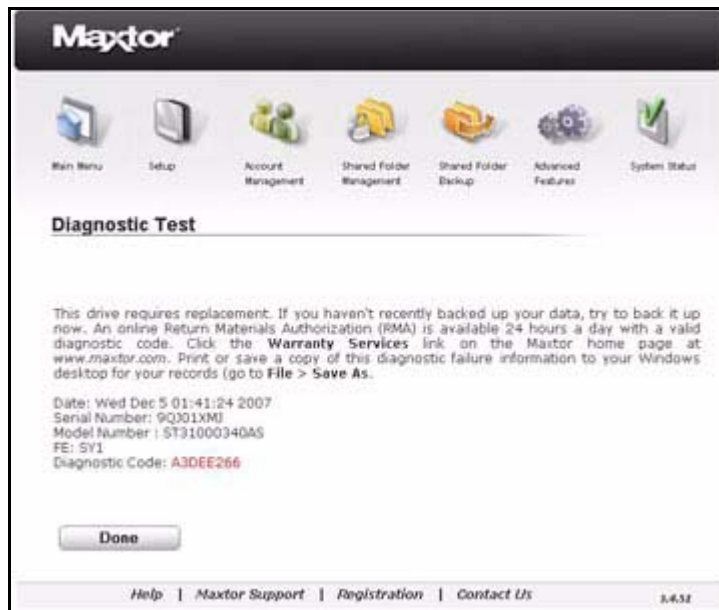 Maxtor
Main Menu
Setup
Account Management
Shared Folder Management
Shared Folder Backup
Advanced Features
System Status
Diagnostic Test
This drive requires replacement. If you haven't recently backed up your data, try to back it up
now. An online Return Materials Authorization (RMA) is available 24 hours a day with a valid
diagnostic code. Click the Warranty Services link on the Maxtor home page at
www.maxtor.com. Print or save a copy of this diagnostic failure information to your Windows
desktop for your records (go to File > Save As.
Date: Wed Dec 5 01:41:24 2007
Serial Number: 9QJ01XMJ
Model Number : ST31000340AS
FE: SY1
Diagnostic Code: A3DEE266
Done
Help | Maxtor Support | Registration | Contact Us